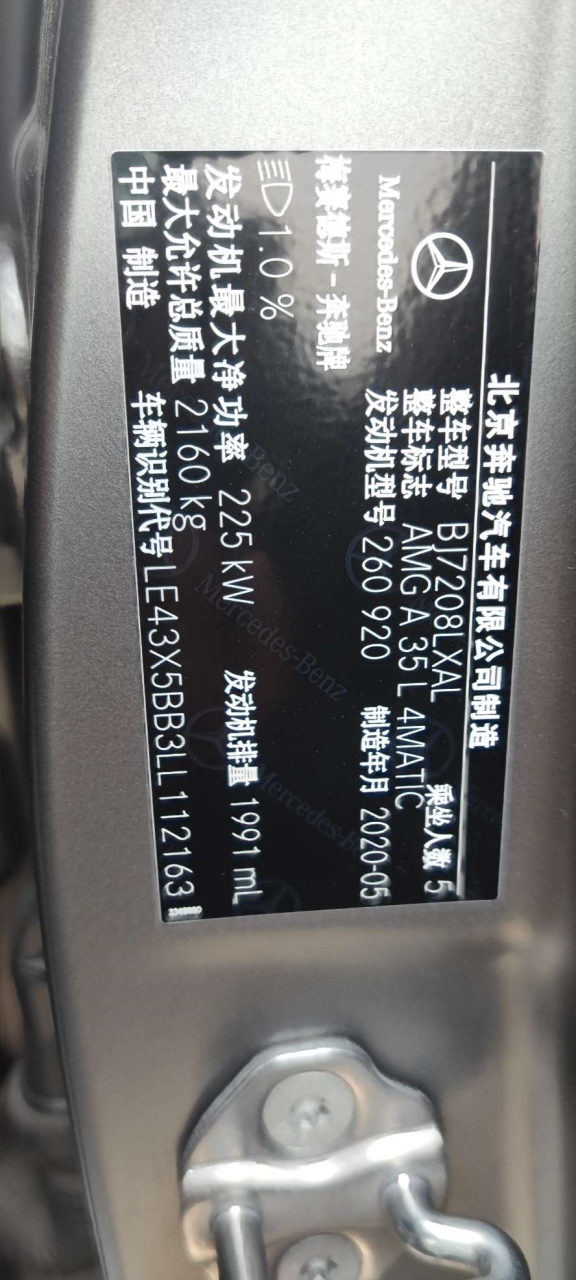 北京奔驰汽车有限公司制造
Mercedes-Benz
整车型号 BJ7208LXAL 乘坐人数 5
整车标志 AMG A 35 L 4MATIC
发动机型号 260 920 制造年月 2020-05
梅赛德斯-奔驰牌
1.0 %
发动机最大净功率 225 kW 发动机排量 1991 mL
最大允许总质量 2160 kg
中国 制造 车辆识别代号 LE43X5BB3LL112163